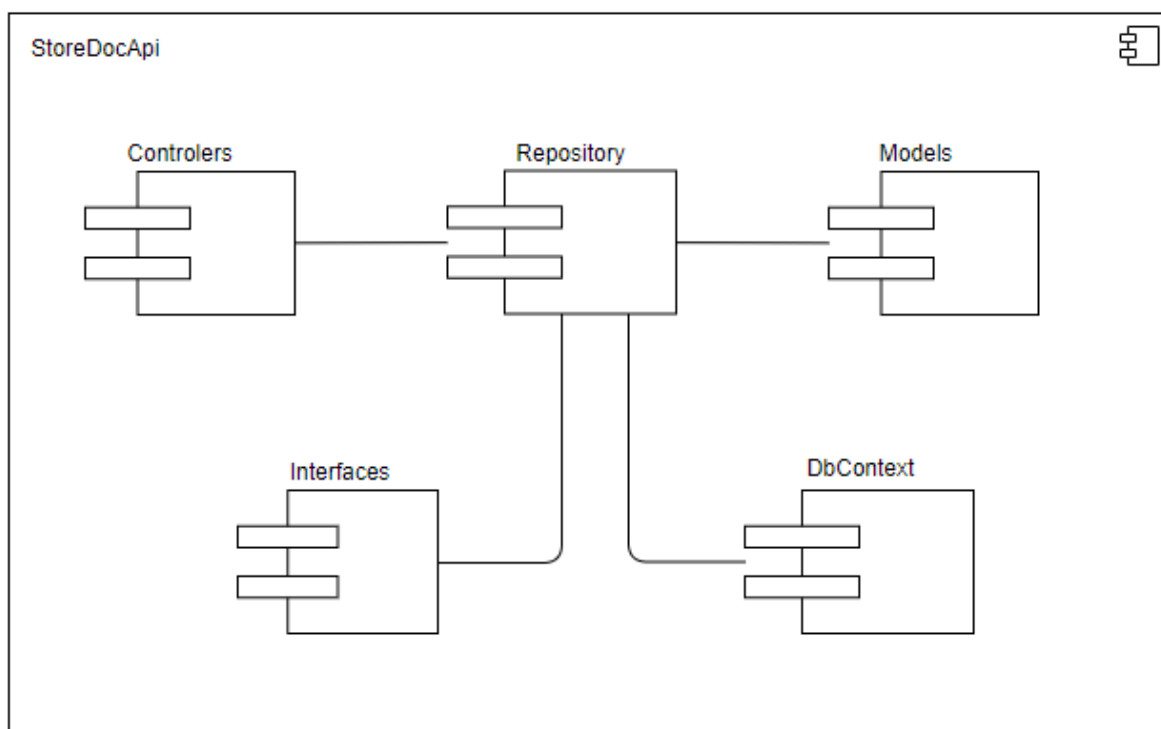 StoreDocApi
Controlers
Repository
Models
Interfaces
DbContext